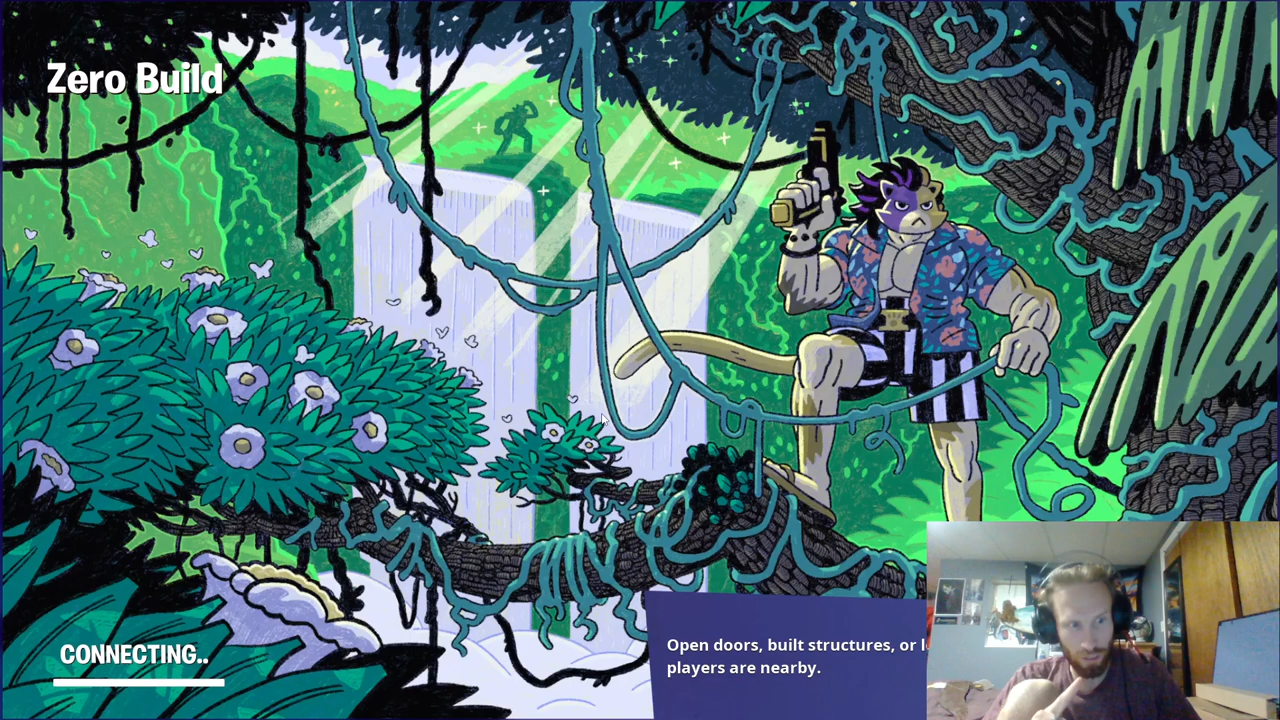 Zero Build
CONNECTING..
Open doors, built structures, or
players are nearby.